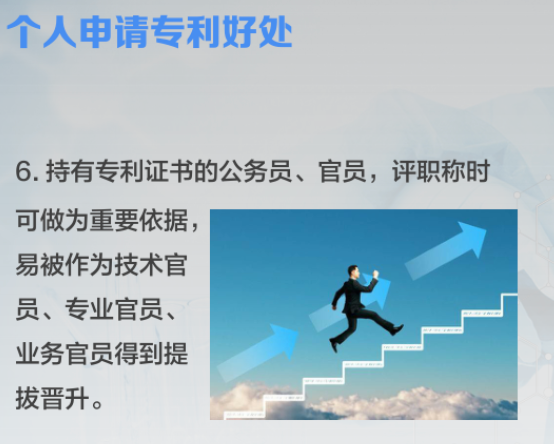 个人申请专利好处
6. 持有专利证书的公务员、官员，评职称时
可做为重要依据，
易被作为技术官
员、专业官员、
业务官员得到提
拔晋升。